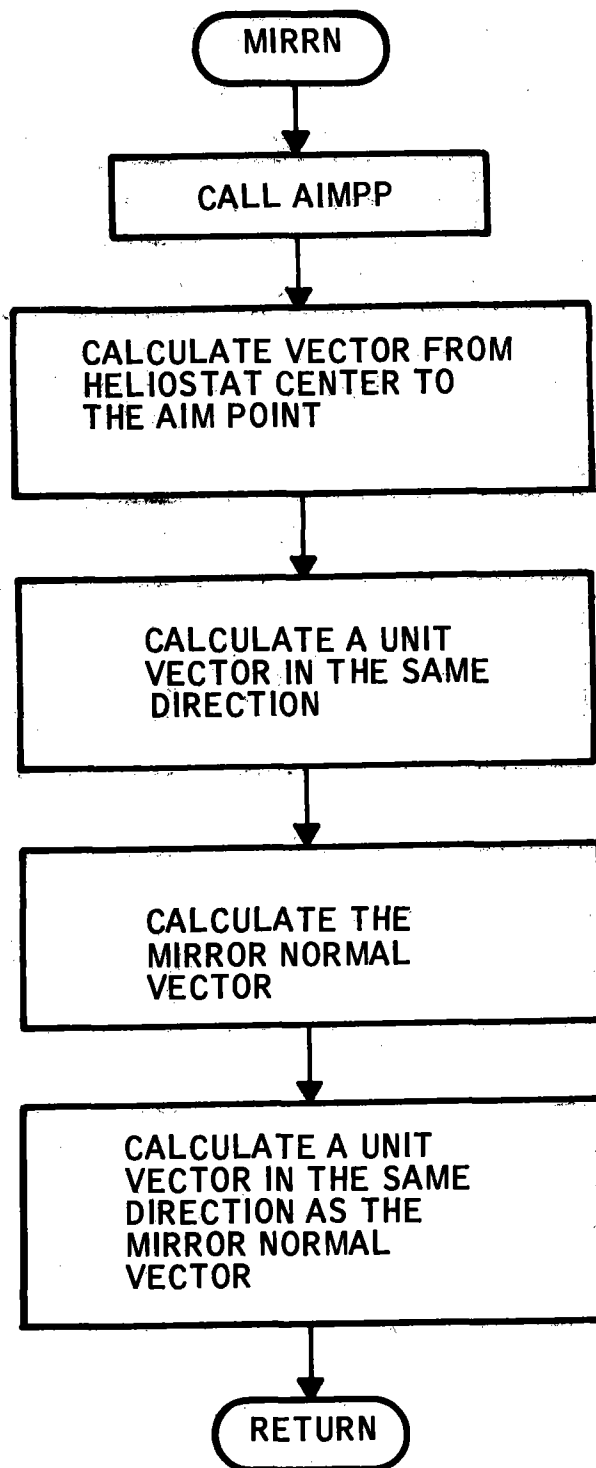 MIRRN
CALL AIMPP
CALCULATE VECTOR FROM
HELIOSTAT CENTER TO
THE AIM POINT
CALCULATE A UNIT
VECTOR IN THE SAME
DIRECTION
CALCULATE THE
MIRROR NORMAL
VECTOR
CALCULATE A UNIT
VECTOR IN THE SAME
DIRECTION AS THE
MIRROR NORMAL
VECTOR
RETURN